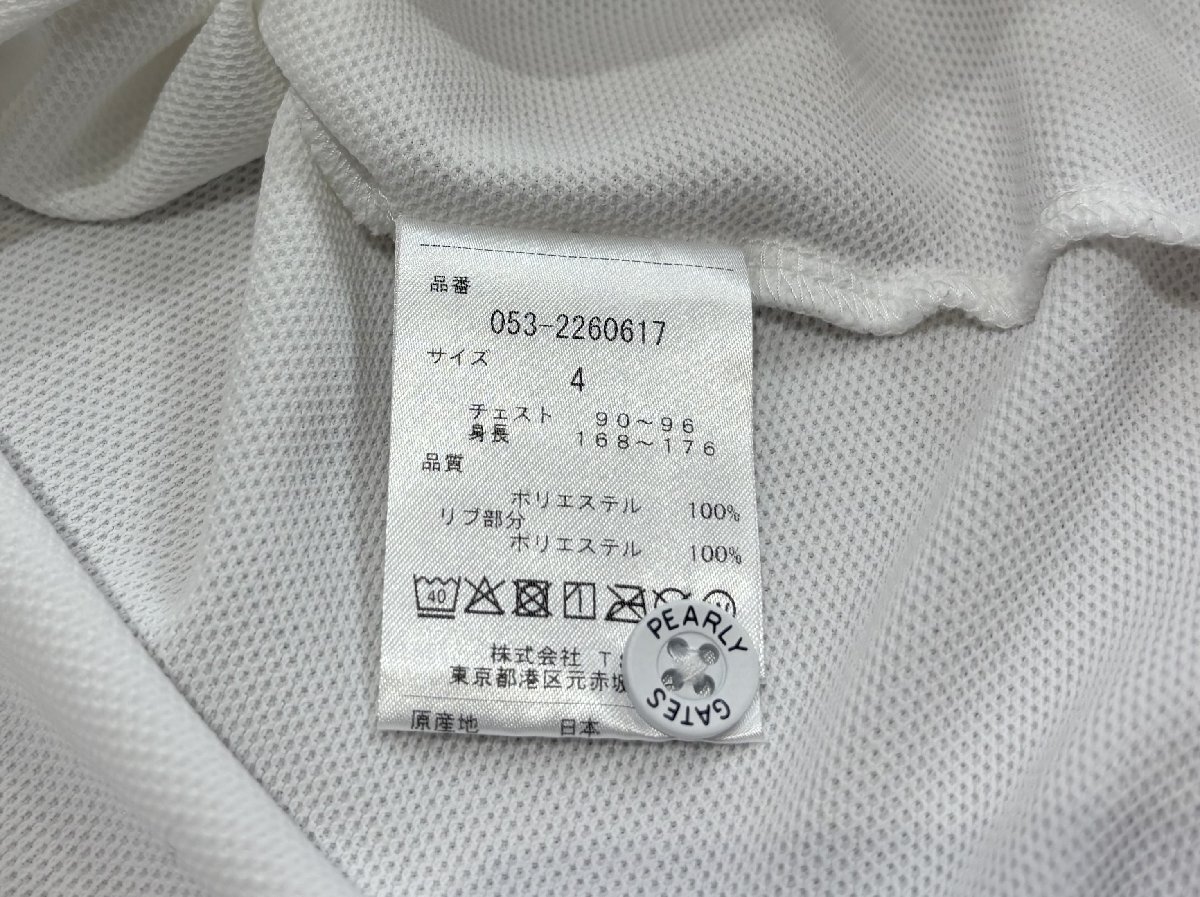 品番
053-2260617
サイズ
4
チェスト 90~96
身長 168~176
品質
ポリエステル 100%
リブ部分
ポリエステル 100%
40
株式会社 T
東京都港区元赤坂
原産地 日本
PEARLY
GATES